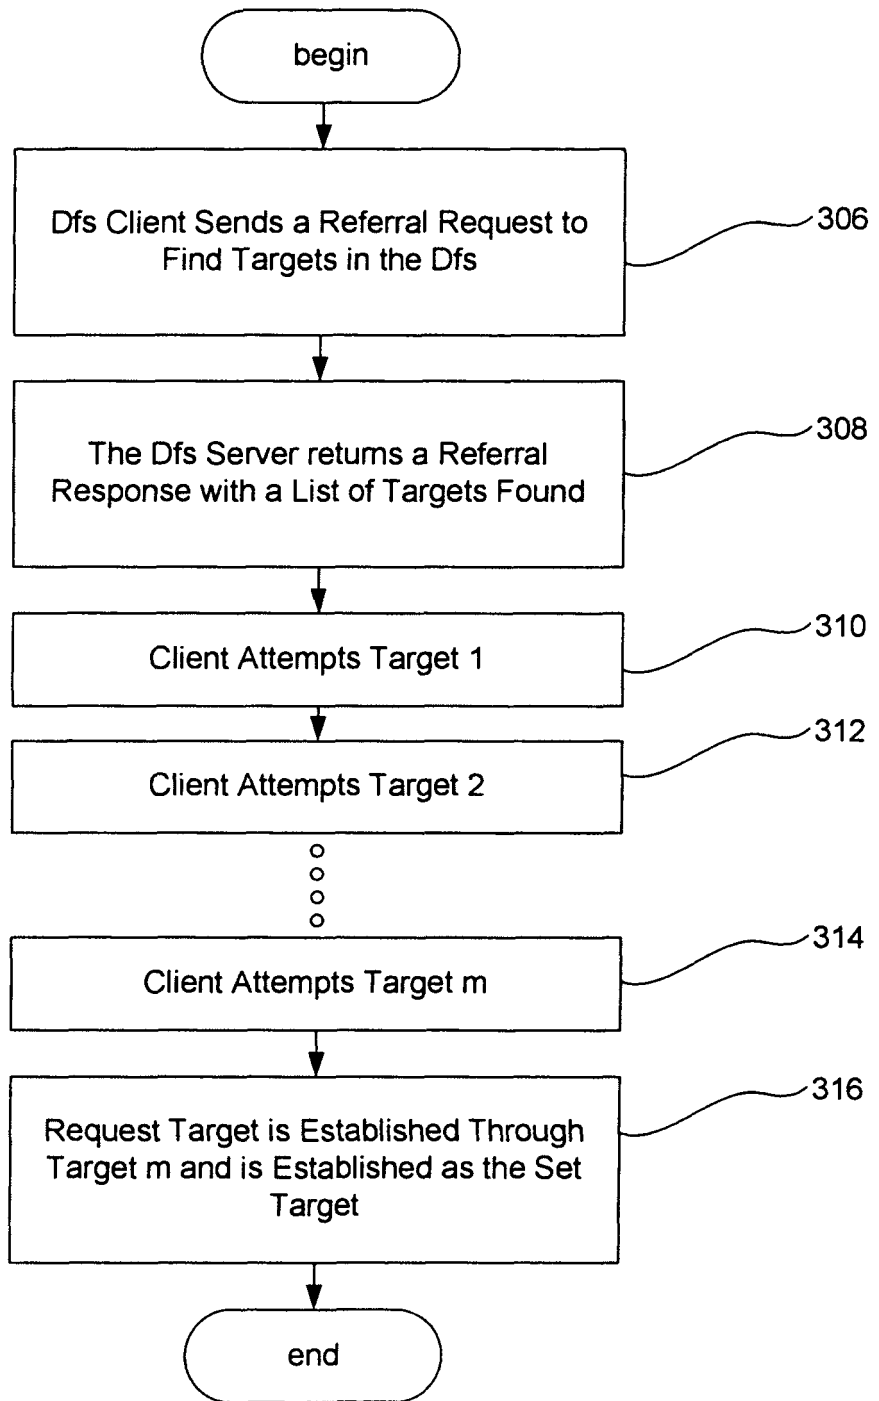 begin
Dfs Client Sends a Referral Request to
Find Targets in the Dfs
306
The Dfs Server returns a Referral
Response with a List of Targets Found
308
Client Attempts Target 1
310
Client Attempts Target 2
312
Client Attempts Target m
314
Request Target is Established Through
Target m and is Established as the Set
Target
316
end